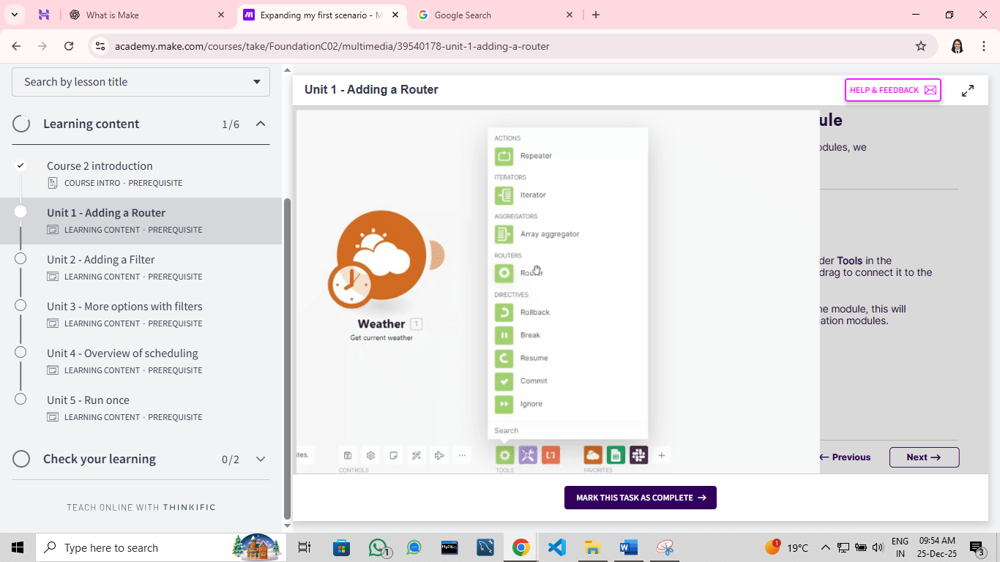 What is Make
Expanding my first scenario - M
Google Search
academy.make.com/courses/take/FoundationC02/multimedia/39540178-unit-1-adding-a-router
Search by lesson title
Learning content 1/6
Course 2 introduction
COURSE INTRO · PREREQUISITE
Unit 1 - Adding a Router
LEARNING CONTENT · PREREQUISITE
Unit 2 - Adding a Filter
LEARNING CONTENT · PREREQUISITE
Unit 3 - More options with filters
LEARNING CONTENT · PREREQUISITE
Unit 4 - Overview of scheduling
LEARNING CONTENT · PREREQUISITE
Unit 5 - Run once
LEARNING CONTENT · PREREQUISITE
Check your learning 0/2
TEACH ONLINE WITH THINKIFIC
Unit 1 - Adding a Router
HELP & FEEDBACK
ACTIONS
Repeater
ITERATORS
Iterator
AGGREGATORS
Array aggregator
ROUTERS
Router
DIRECTIVES
Rollback
Break
Resume
Commit
Ignore
Search
Weather 1
Get current weather
tes.
CONTROLS
TOOLS
FAVORITES
ule
odules, we
der Tools in the
drag to connect it to the
ne module, this will
ation modules.
← Previous
Next →
MARK THIS TASK AS COMPLETE →
Type here to search
1
MySQL
1
19°C
ENG
IN
09:54 AM
25-Dec-25
3